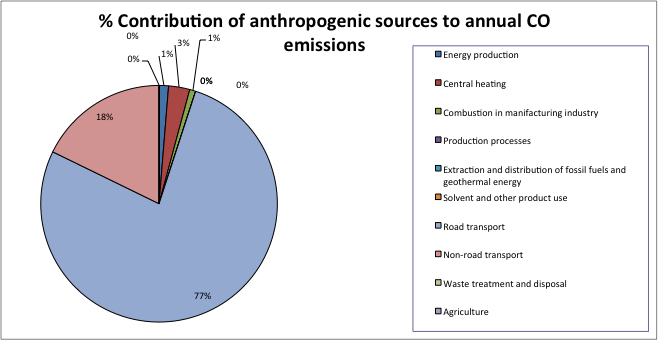 % Contribution of anthropogenic sources to annual CO
emissions
0%
0%
1%
3%
1%
0%
0%
18%
77%
Energy production
Central heating
Combustion in manifacturing industry
Production processes
Extraction and distribution of fossil fuels and
geothermal energy
Solvent and other product use
Road transport
Non-road transport
Waste treatment and disposal
Agriculture